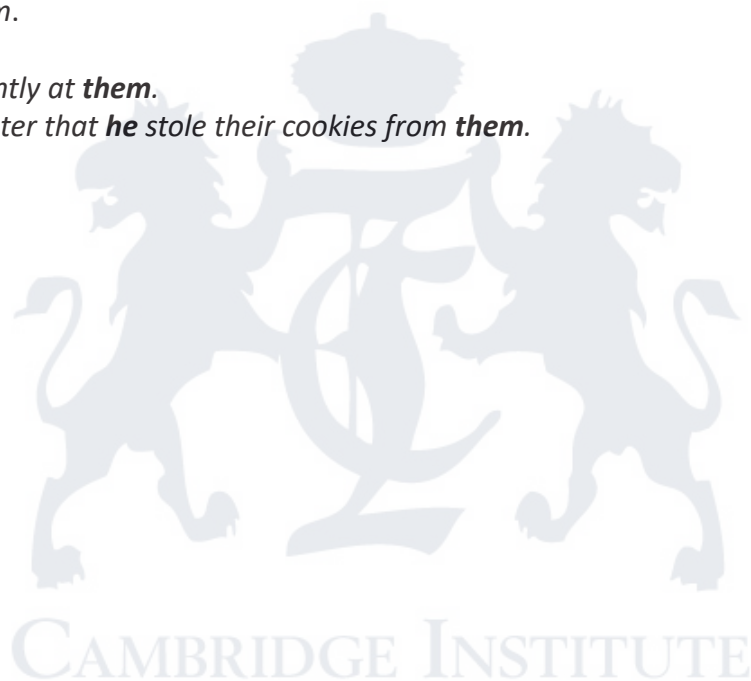 ntly at them.
ter that he stole their cookies from them.
CAMBRIDGE INSTITUTE